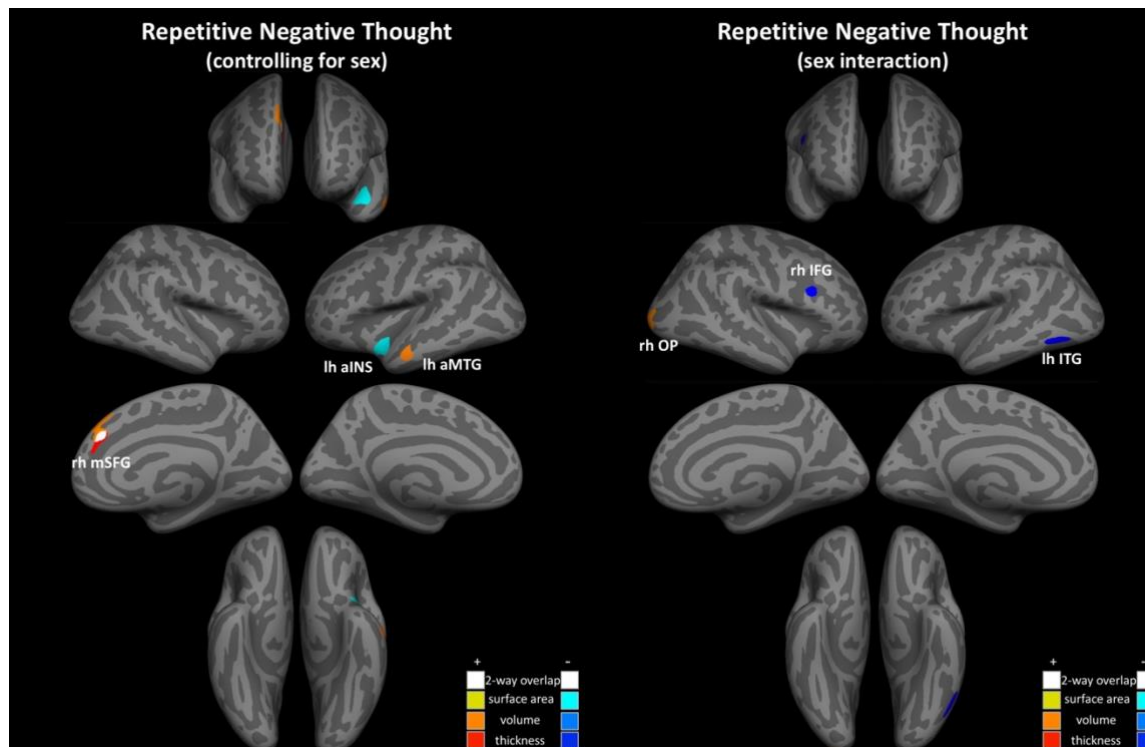 Repetitive Negative Thought
(controlling for sex)
lh aINS
lh aMTG
rh mSFG
+
-
2-way overlap
surface area
volume
thickness
Repetitive Negative Thought
(sex interaction)
rh IFG
rh OP
lh ITG
+
-
2-way overlap
surface area
volume
thickness